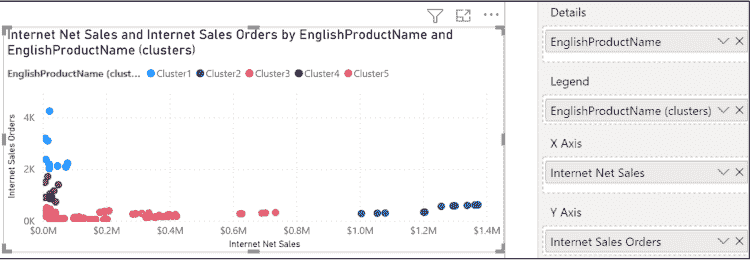 Internet Net Sales and Internet Sales Orders by EnglishProductName and
EnglishProductName (clusters)
EnglishProductName (clust... Cluster1 Cluster2 Cluster3 Cluster4 Cluster5
4K
2K
0K
Internet Sales Orders
$0.0M $0.2M $0.4M $0.6M $0.8M $1.0M $1.2M $1.4M
Internet Net Sales
Details
EnglishProductName
Legend
EnglishProductName (clusters)
X Axis
Internet Net Sales
Y Axis
Internet Sales Orders